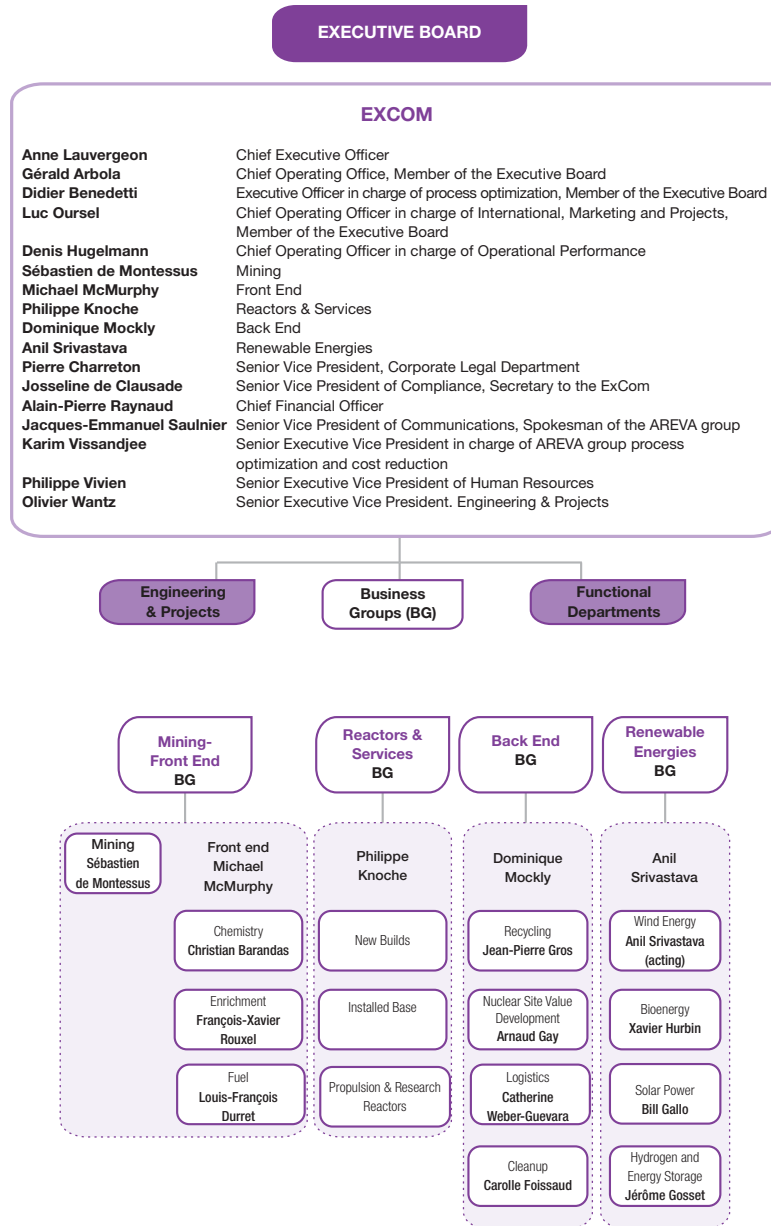 EXECUTIVE BOARD
EXCOM
Anne Lauvergeon Chief Executive Officer
Gérald Arbola Chief Operating Office, Member of the Executive Board
Didier Benedetti Executive Officer in charge of process optimization, Member of the Executive Board
Luc Oursel Chief Operating Officer in charge of International, Marketing and Projects,
Member of the Executive Board
Denis Hugelmann Chief Operating Officer in charge of Operational Performance
Sébastien de Montessus Mining
Michael McMurphy Front End
Philippe Knoche Reactors & Services
Dominique Mockly Back End
Anil Srivastava Renewable Energies
Pierre Charreton Senior Vice President, Corporate Legal Department
Josseline de Clausade Senior Vice President of Compliance, Secretary to the ExCom
Alain-Pierre Raynaud Chief Financial Officer
Jacques-Emmanuel Saulnier Senior Vice President of Communications, Spokesman of the AREVA group
Karim Vissandjee Senior Executive Vice President in charge of AREVA group process
optimization and cost reduction
Philippe Vivien Senior Executive Vice President of Human Resources
Olivier Wantz Senior Executive Vice President. Engineering & Projects
Engineering
& Projects
Business
Groups (BG)
Functional
Departments
Mining-
Front End
BG
Reactors &
Services
BG
Back End
BG
Renewable
Energies
BG
Mining
Sébastien
de Montessus
Front end
Michael
McMurphy
Chemistry
Christian Barandas
Enrichment
François-Xavier
Rouxel
Fuel
Louis-François
Durret
Philippe
Knoche
New Builds
Installed Base
Propulsion & Research
Reactors
Dominique
Mockly
Recycling
Jean-Pierre Gros
Nuclear Site Value
Development
Arnaud Gay
Logistics
Catherine
Weber-Guevara
Cleanup
Carolle Foissaud
Anil
Srivastava
Wind Energy
Anil Srivastava
(acting)
Bioenergy
Xavier Hurbin
Solar Power
Bill Gallo
Hydrogen and
Energy Storage
Jérôme Gosset